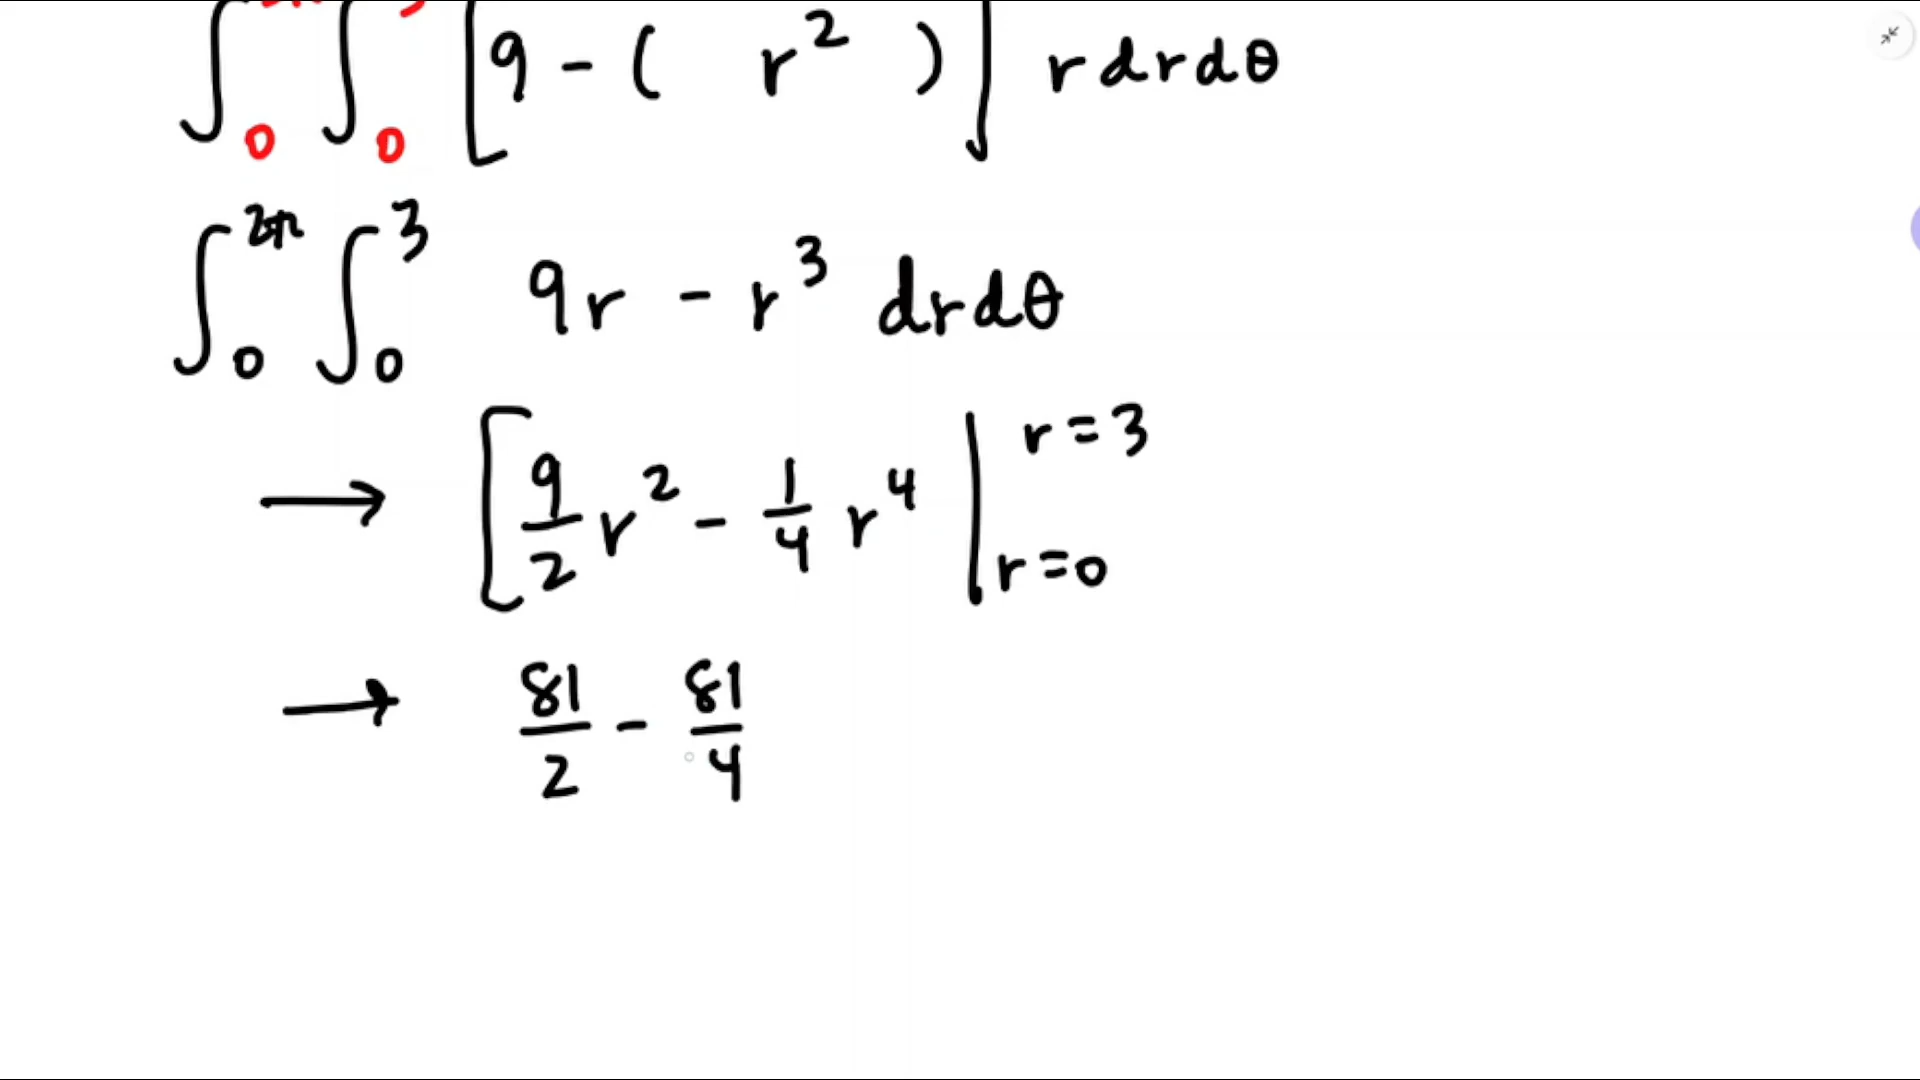 ∫₀ ∫₀ [9 - ( r² )] r dr dθ
∫₀^2π ∫₀^3 9r - r³ dr dθ
→ [9/2 r² - 1/4 r⁴ | r=3 r=0
→ 81/2 - 81/4